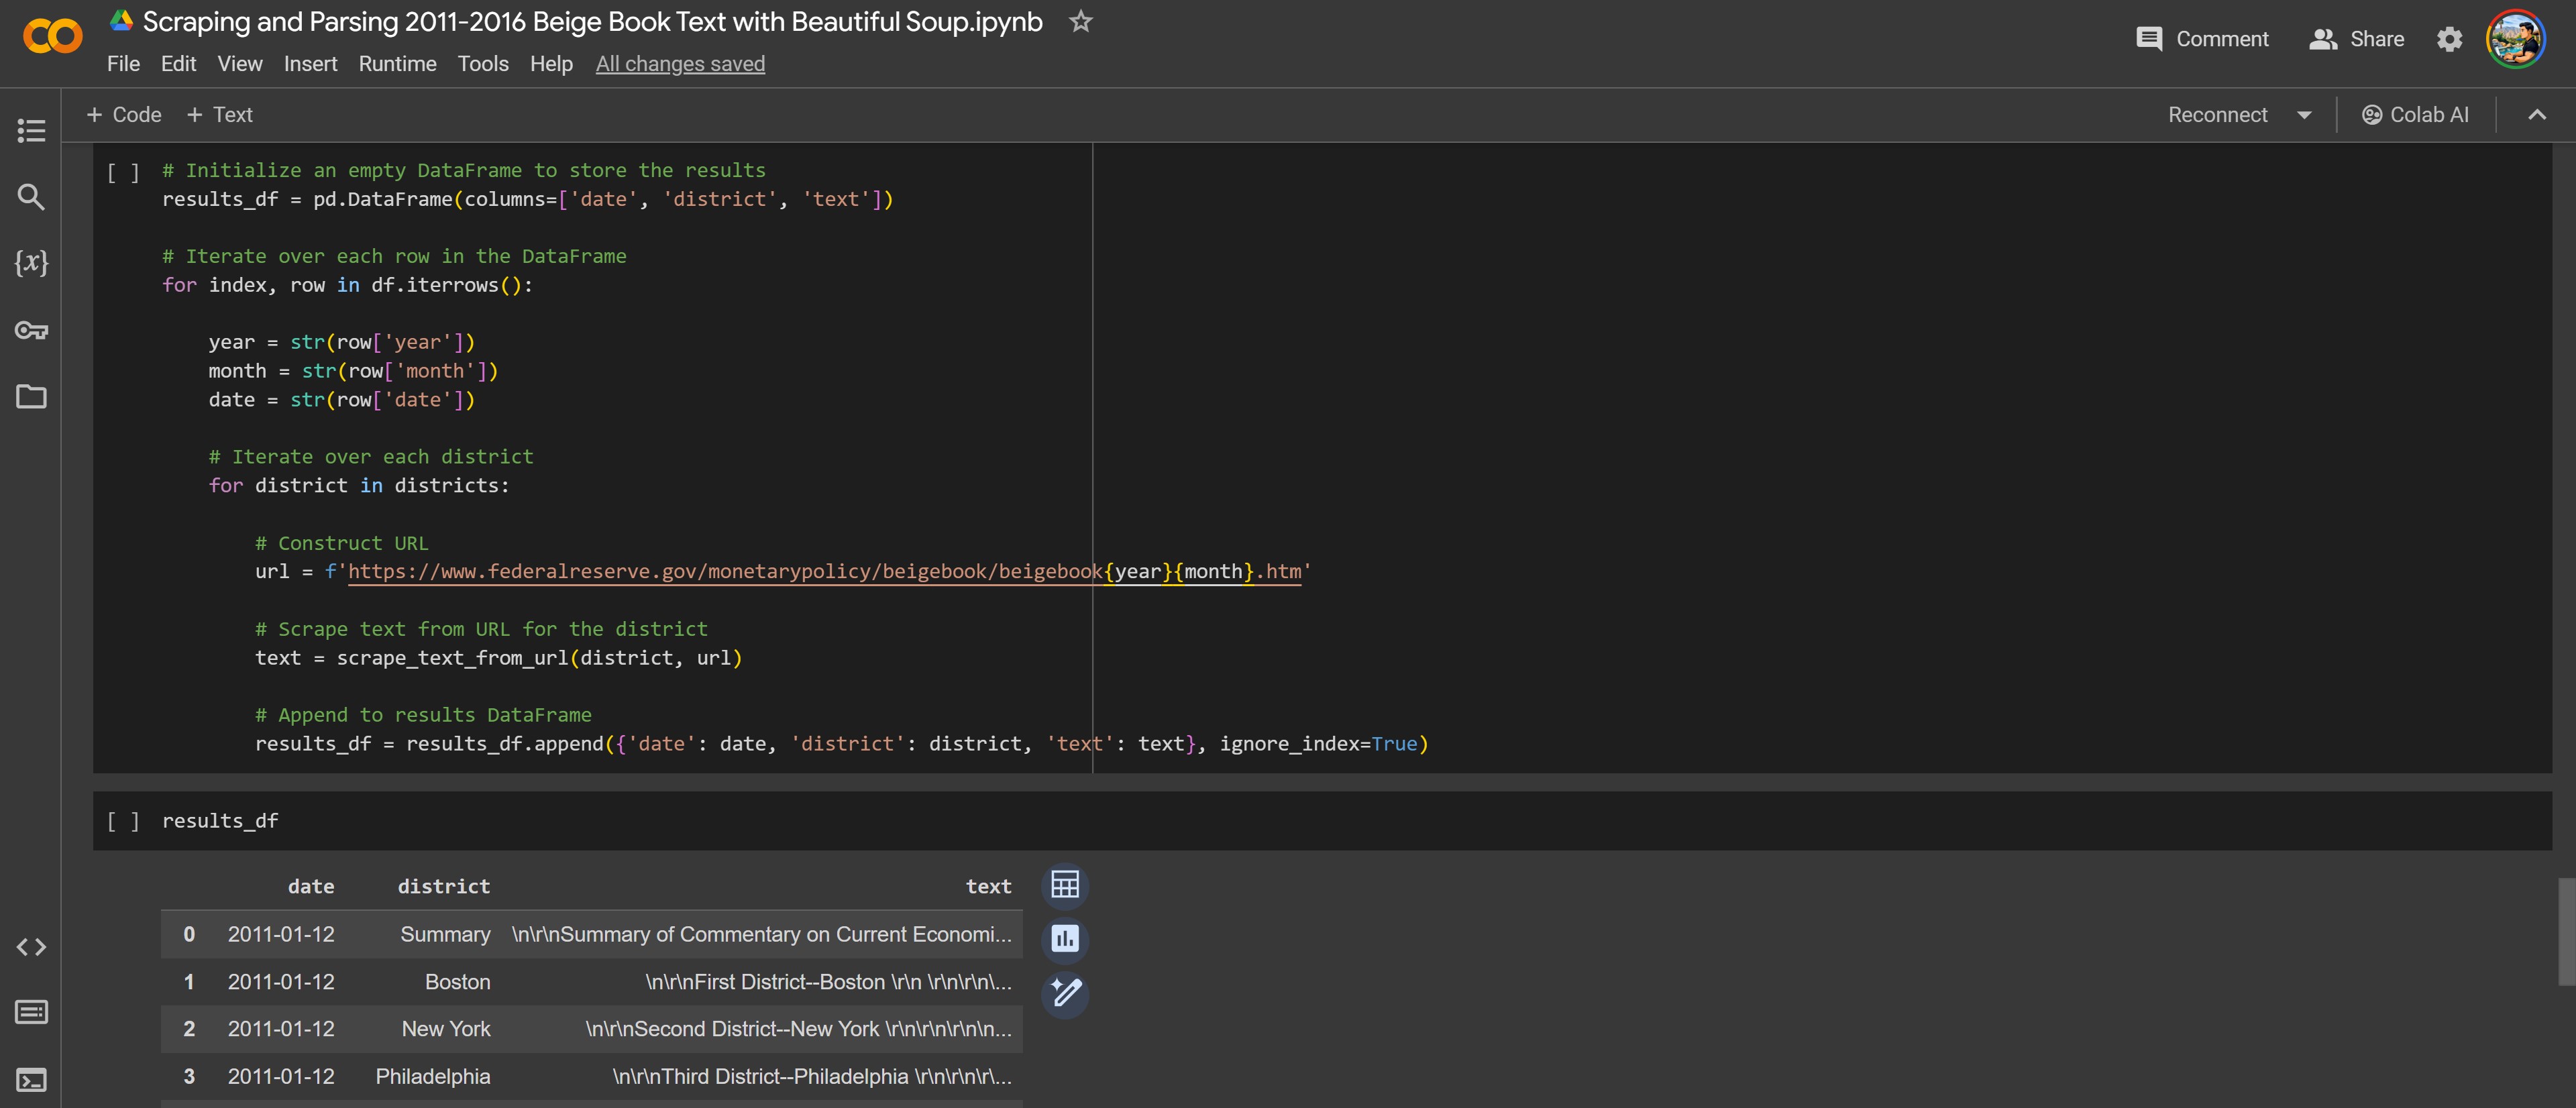 Scraping and Parsing 2011-2016 Beige Book Text with Beautiful Soup.ipynb
Comment Share
File Edit View Insert Runtime Tools Help All changes saved
+ Code + Text
Reconnect
Colab AI
{x}
[ ] # Initialize an empty DataFrame to store the results
results_df = pd.DataFrame(columns=['date', 'district', 'text'])
# Iterate over each row in the DataFrame
for index, row in df.iterrows():
year = str(row['year'])
month = str(row['month'])
date = str(row['date'])
# Iterate over each district
for district in districts:
# Construct URL
url = f'https://www.federalreserve.gov/monetarypolicy/beigebook/beigebook{year}{month}.htm'
# Scrape text from URL for the district
text = scrape_text_from_url(district, url)
# Append to results DataFrame
results_df = results_df.append({'date': date, 'district': district, 'text': text}, ignore_index=True)
[ ] results_df
date district text
0 2011-01-12 Summary \n\r\nSummary of Commentary on Current Economi...
1 2011-01-12 Boston \n\r\nFirst District--Boston \r\n \r\n\r\n\...
2 2011-01-12 New York \n\r\nSecond District--New York \r\n\r\n\r\n\n...
3 2011-01-12 Philadelphia \n\r\nThird District--Philadelphia \r\n\r\n\r\...